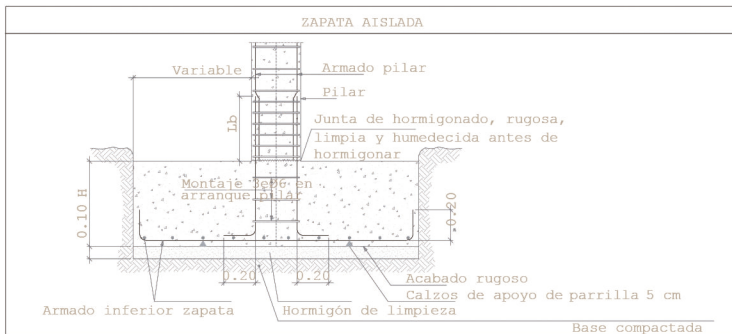 ZAPATA AISLADA
Variable
Armado pilar
Pilar
Lb
Junta de hormigonado, rugosa,
limpia y humedecida antes de
hormigonar
Montaje 3eØ6 en
arranque pilar
0.10 H
0.20
0.20
0.20
Acabado rugoso
Calzos de apoyo de parrilla 5 cm
Armado inferior zapata
Hormigón de limpieza
Base compactada